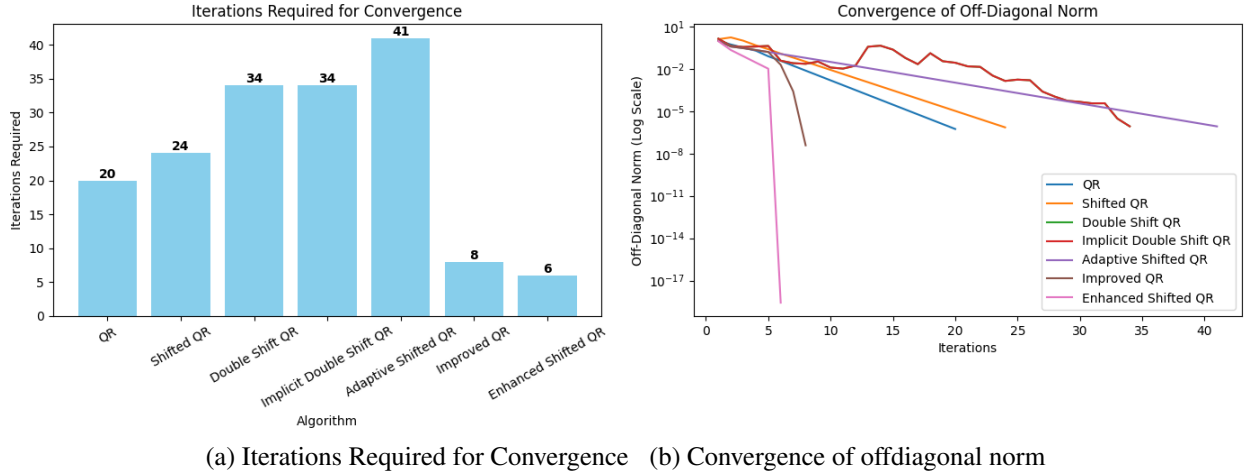 Iterations Required for Convergence
Iterations Required
40
35
30
25
20
15
10
5
0
20
24
34
34
41
8
6
QR
Shifted QR
Double Shift QR
Implicit Double Shift QR
Adaptive Shifted QR
Improved QR
Enhanced Shifted QR
Algorithm
Convergence of Off-Diagonal Norm
Off-Diagonal Norm (Log Scale)
10^1
10^-2
10^-5
10^-8
10^-11
10^-14
10^-17
QR
Shifted QR
Double Shift QR
Implicit Double Shift QR
Adaptive Shifted QR
Improved QR
Enhanced Shifted QR
0 5 10 15 20 25 30 35 40
Iterations
(a) Iterations Required for Convergence (b) Convergence of offdiagonal norm